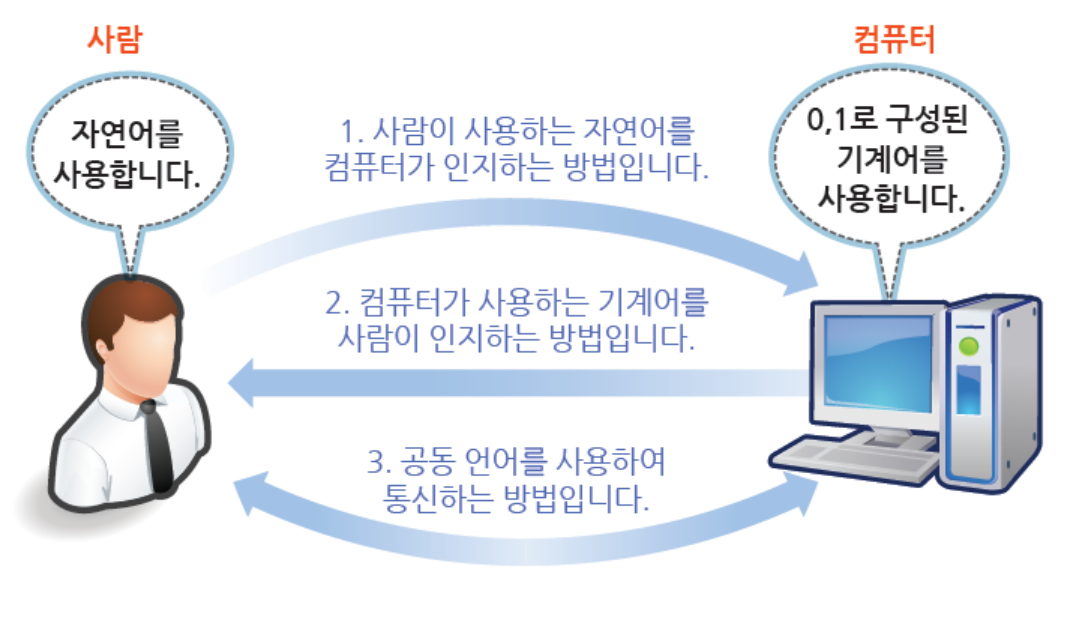 사람
컴퓨터
자연어를
사용합니다.
0,1로 구성된
기계어를
사용합니다.
1. 사람이 사용하는 자연어를
컴퓨터가 인지하는 방법입니다.
2. 컴퓨터가 사용하는 기계어를
사람이 인지하는 방법입니다.
3. 공동 언어를 사용하여
통신하는 방법입니다.